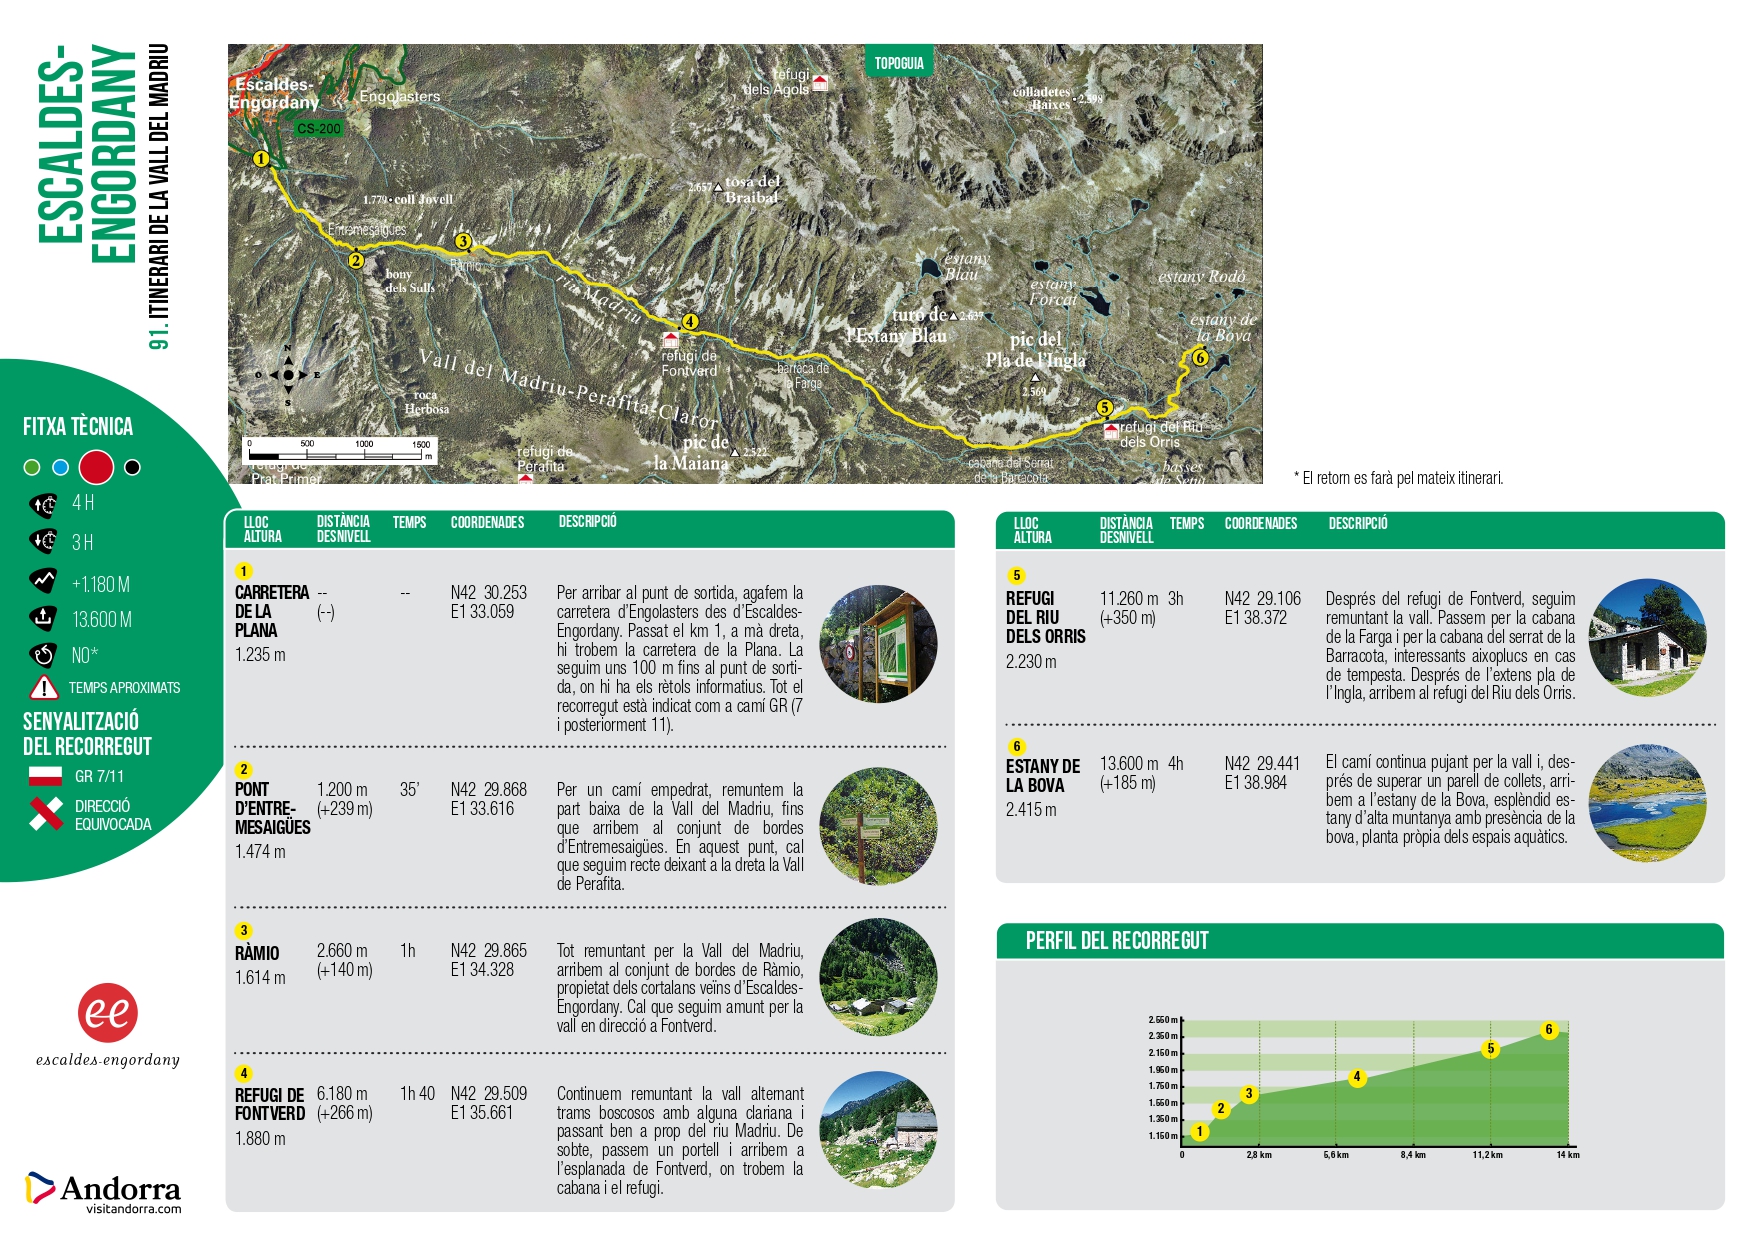 ESCALDES-
ENGORDANY
91. ITINERARI DE LA VALL DEL MADRIU
TOPOGUIA
Escaldes-
Engordany
Engolasters
CS-200
refugi
dels Agols
colladetes
Baixes 2.598
1
1.779 coll Jovell
2.657 tosa del
Braibal
Entremesaigües
2
3
Ràmio
bony
dels Sulls
riu Madriu
estany
Blau
estany
Forcat
estany Rodó
estany de
la Bova
turó de 2.637
l'Estany Blau
pic del
Pla de l'Ingla
2.569
4
refugi de
Fontverd
barraca de
la Farga
6
N
O E
S
Vall del Madriu-Perafita-Claror
roca
Herbosa
5
refugi del Riu
dels Orris
pic de
la Maiana 2.522
0 500 1000 1500
m
refugi de
Prat Primer
refugi de
Perafita
cabana del Serrat
de la Barracota
basses
de Setut
* El retorn es farà pel mateix itinerari.
FITXA TÈCNICA
4 H
3 H
+1.180 M
13.600 M
NO*
TEMPS APROXIMATS
SENYALITZACIÓ
DEL RECORREGUT
GR 7/11
DIRECCIÓ
EQUIVOCADA
ee
escaldes-engordany
Andorra
visitandorra.com
LLOC DISTÀNCIA TEMPS COORDENADES DESCRIPCIÓ
ALTURA DESNIVELL
1
CARRETERA -- -- N42 30.253
DE LA (--) E1 33.059
PLANA
1.235 m
Per arribar al punt de sortida, agafem la
carretera d'Engolasters des d'Escaldes-
Engordany. Passat el km 1, a mà dreta,
hi trobem la carretera de la Plana. La
seguim uns 100 m fins al punt de sorti-
da, on hi ha els rètols informatius. Tot el
recorregut està indicat com a camí GR (7
i posteriorment 11).
2
PONT 1.200 m 35' N42 29.868
D'ENTRE- (+239 m) E1 33.616
MESAIGÜES
1.474 m
Per un camí empedrat, remuntem la
part baixa de la Vall del Madriu, fins
que arribem al conjunt de bordes
d'Entremesaigües. En aquest punt, cal
que seguim recte deixant a la dreta la Vall
de Perafita.
3
RÀMIO 2.660 m 1h N42 29.865
1.614 m (+140 m) E1 34.328
Tot remuntant per la Vall del Madriu,
arribem al conjunt de bordes de Ràmio,
propietat dels cortalans veïns d'Escaldes-
Engordany. Cal que seguim amunt per la
vall en direcció a Fontverd.
4
REFUGI DE 6.180 m 1h 40 N42 29.509
FONTVERD (+266 m) E1 35.661
1.880 m
Continuem remuntant la vall alternant
trams boscosos amb alguna clariana i
passant ben a prop del riu Madriu. De
sobte, passem un portell i arribem a
l'esplanada de Fontverd, on trobem la
cabana i el refugi.
LLOC DISTÀNCIA TEMPS COORDENADES DESCRIPCIÓ
ALTURA DESNIVELL
5
REFUGI 11.260 m 3h N42 29.106
DEL RIU (+350 m) E1 38.372
DELS ORRIS
2.230 m
Després del refugi de Fontverd, seguim
remuntant la vall. Passem per la cabana
de la Farga i per la cabana del serrat de la
Barracota, interessants aixoplucs en cas
de tempesta. Després de l'extens pla de
l'Ingla, arribem al refugi del Riu dels Orris.
6
ESTANY DE 13.600 m 4h N42 29.441
LA BOVA (+185 m) E1 38.984
2.415 m
El camí continua pujant per la vall i, des-
prés de superar un parell de collets, arri-
bem a l'estany de la Bova, esplèndid es-
tany d'alta muntanya amb presència de la
bova, planta pròpia dels espais aquàtics.
PERFIL DEL RECORREGUT
2.550 m
2.350 m
2.150 m
1.950 m
1.750 m
1.550 m
1.350 m
1.150 m
1 2 3 4 5 6
0 2,8 km 5,6 km 8,4 km 11,2 km 14 km